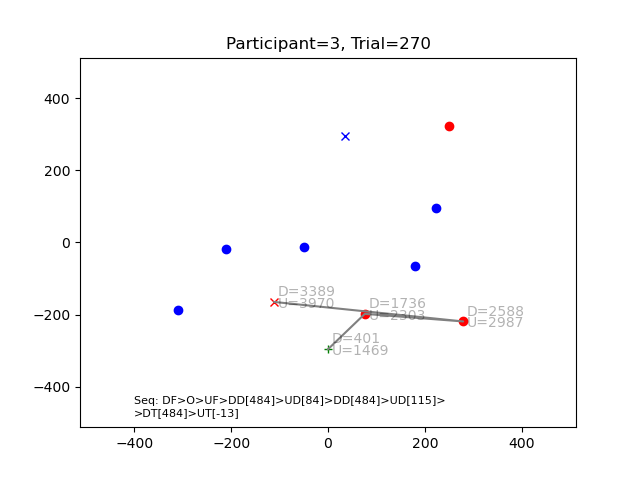 Participant=3, Trial=270
400
200
0
−200
−400
D=3389
U=3970
D=1736
U=2303
D=2588
U=2987
D=401
U=1469
Seq: DF>O>UF>DD[484]>UD[84]>DD[484]>UD[115]>
>DT[484]>UT[-13]
−400 −200 0 200 400